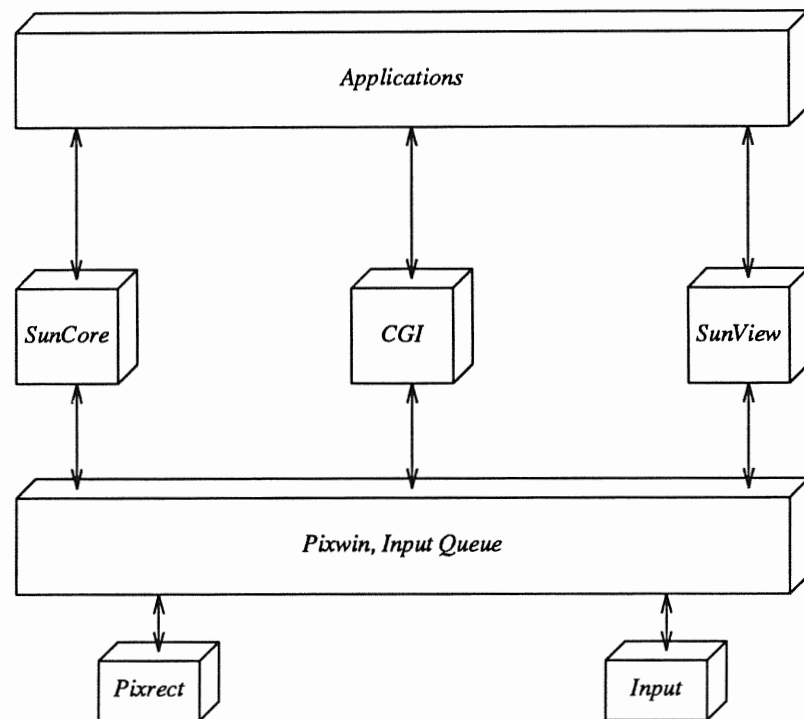 Applications
SunCore
CGI
SunView
Pixwin, Input Queue
Pixrect
Input